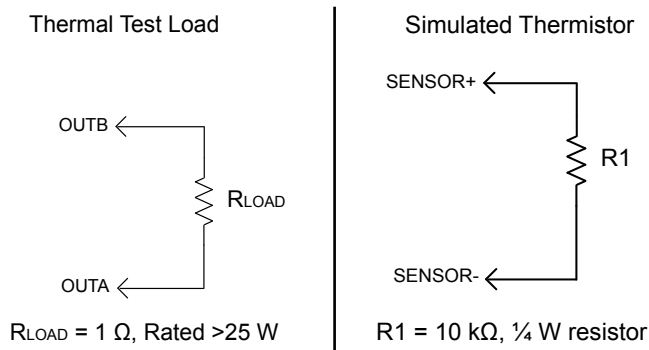 Thermal Test Load
OUTB
RLOAD
OUTA
RLOAD = 1 Ω, Rated >25 W
Simulated Thermistor
SENSOR+
R1
SENSOR-
R1 = 10 kΩ, ¼ W resistor